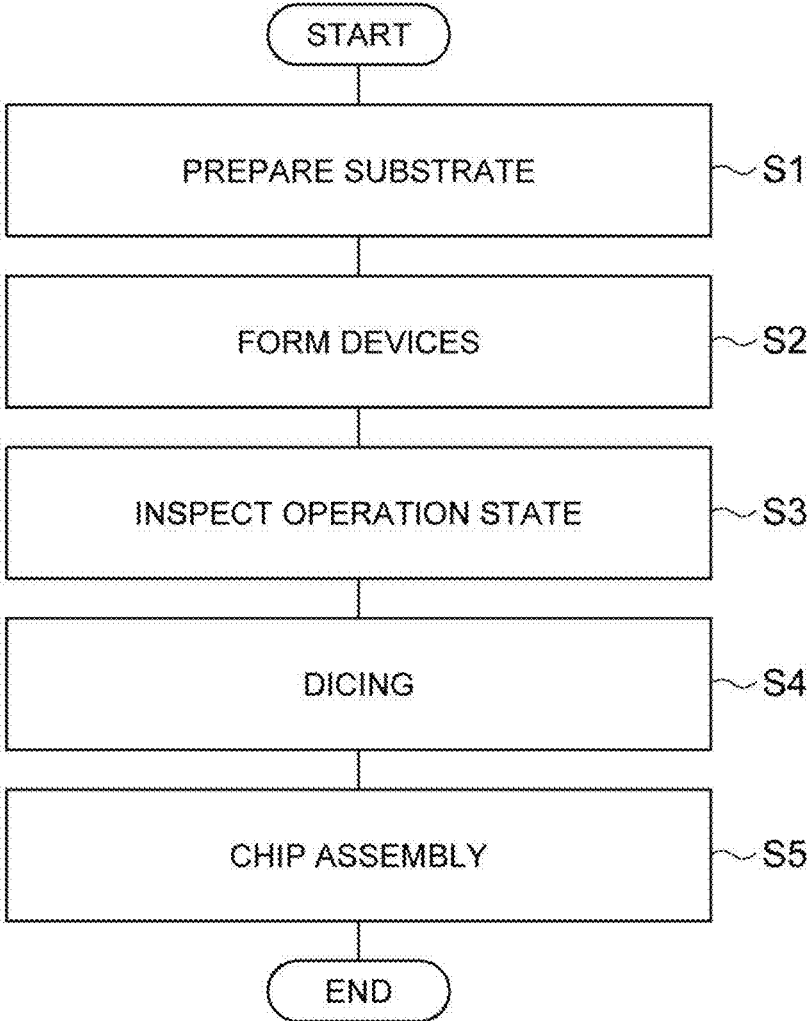 START
PREPARE SUBSTRATE
S1
FORM DEVICES
S2
INSPECT OPERATION STATE
S3
DICING
S4
CHIP ASSEMBLY
S5
END